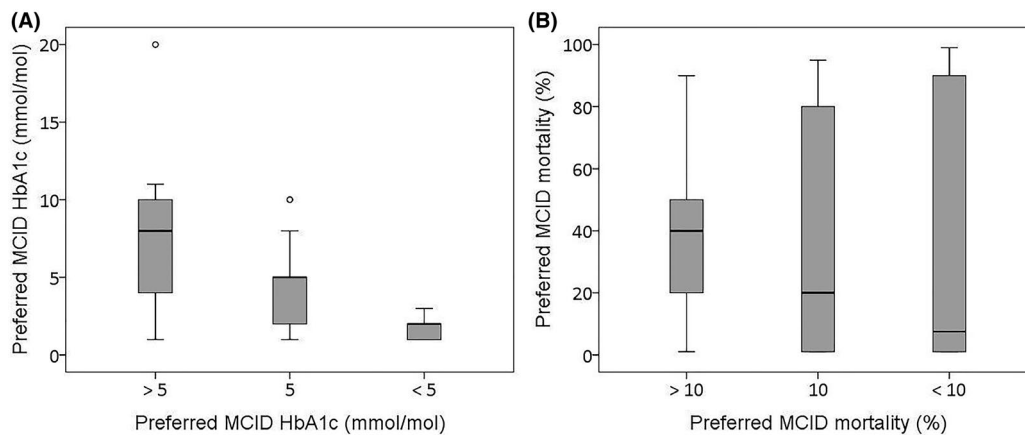 (A)
Preferred MCID HbA1c (mmol/mol)
20
15
10
5
0
> 5
5
< 5
Preferred MCID HbA1c (mmol/mol)
(B)
Preferred MCID mortality (%)
100
80
60
40
20
0
> 10
10
< 10
Preferred MCID mortality (%)